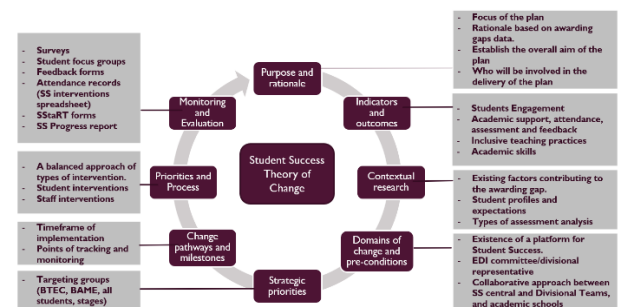 - Surveys
- Student focus groups
- Feedback forms
- Attendance records
(SS interventions
spreadsheet)
- SStaRT forms
- SS Progress report
- A balanced approach of
types of intervention.
- Student interventions
- Staff interventions
- Timeframe of
implementation
- Points of tracking and
monitoring
- Targeting groups
(BTEC, BAME, all
students, stages)
Purpose and
rationale
Indicators and
outcomes
Contextual
research
Domains of
change and
pre-conditions
Strategic
priorities
Change
pathways and
milestones
Priorities and
Process
Monitoring
and
Evaluation
Student Success
Theory of
Change
- Focus of the plan
- Rationale based on awarding
gaps data.
- Establish the overall aim of the
plan
- Who will be involved in the
delivery of the plan
- Students Engagement
- Academic support, attendance,
assessment and feedback
- Inclusive teaching practices
- Academic skills
- Existing factors contributing to
the awarding gap.
- Student profiles and
expectations
- Types of assessment analysis
- Existence of a platform for
Student Success.
- EDI committee/divisional
representative
- Collaborative approach between
SS central and Divisional Teams,
and academic schools